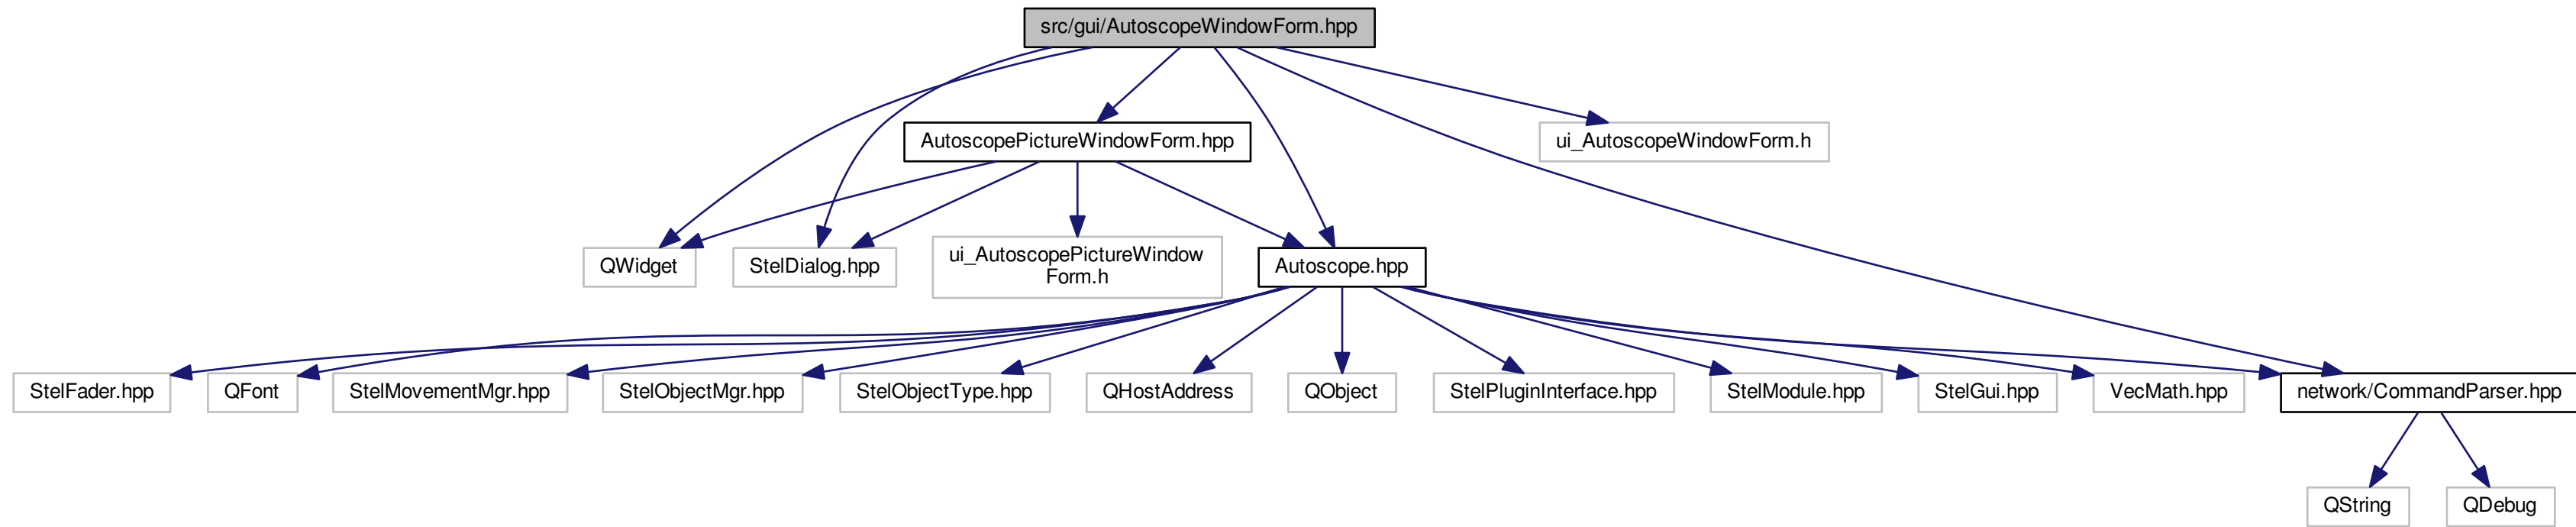 src/gui/AutoscopeWindowForm.hpp
AutoscopePictureWindowForm.hpp
ui_AutoscopeWindowForm.h
QWidget
StelDialog.hpp
ui_AutoscopePictureWindow
Form.h
Autoscope.hpp
StelFader.hpp
QFont
StelMovementMgr.hpp
StelObjectMgr.hpp
StelObjectType.hpp
QHostAddress
QObject
StelPluginInterface.hpp
StelModule.hpp
StelGui.hpp
VecMath.hpp
network/CommandParser.hpp
QString
QDebug